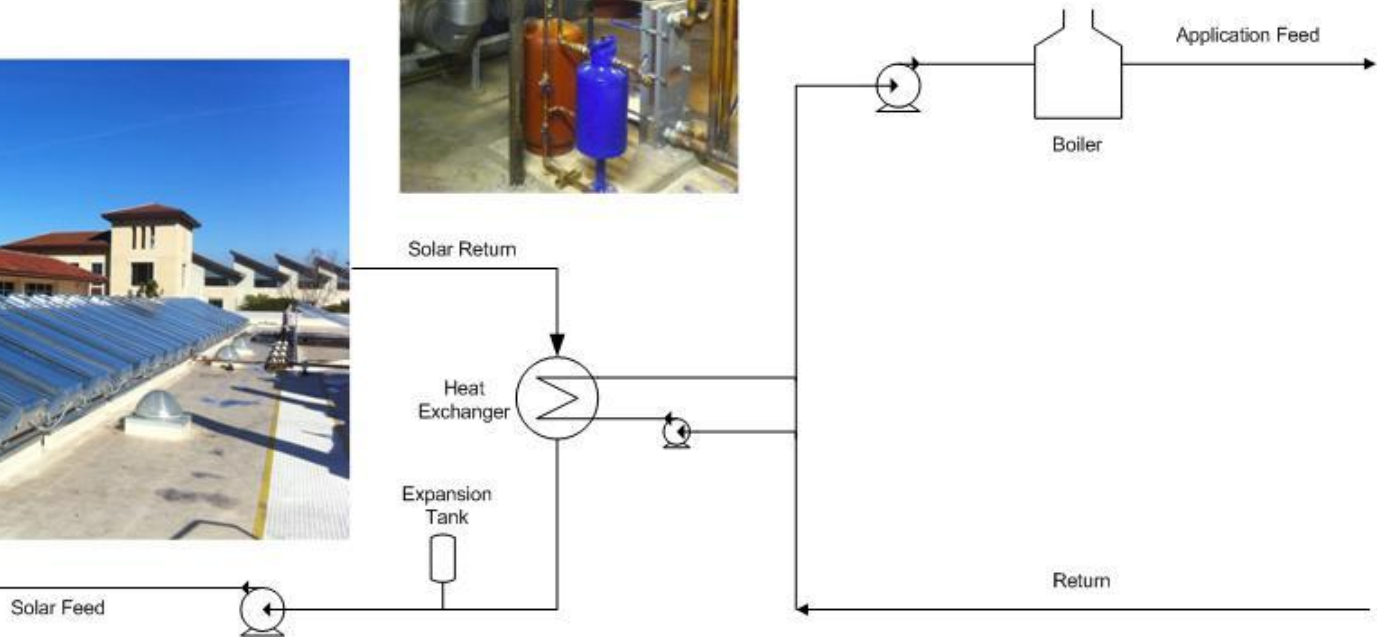 Application Feed
Boiler
Solar Return
Heat
Exchanger
Expansion
Tank
Return
Solar Feed